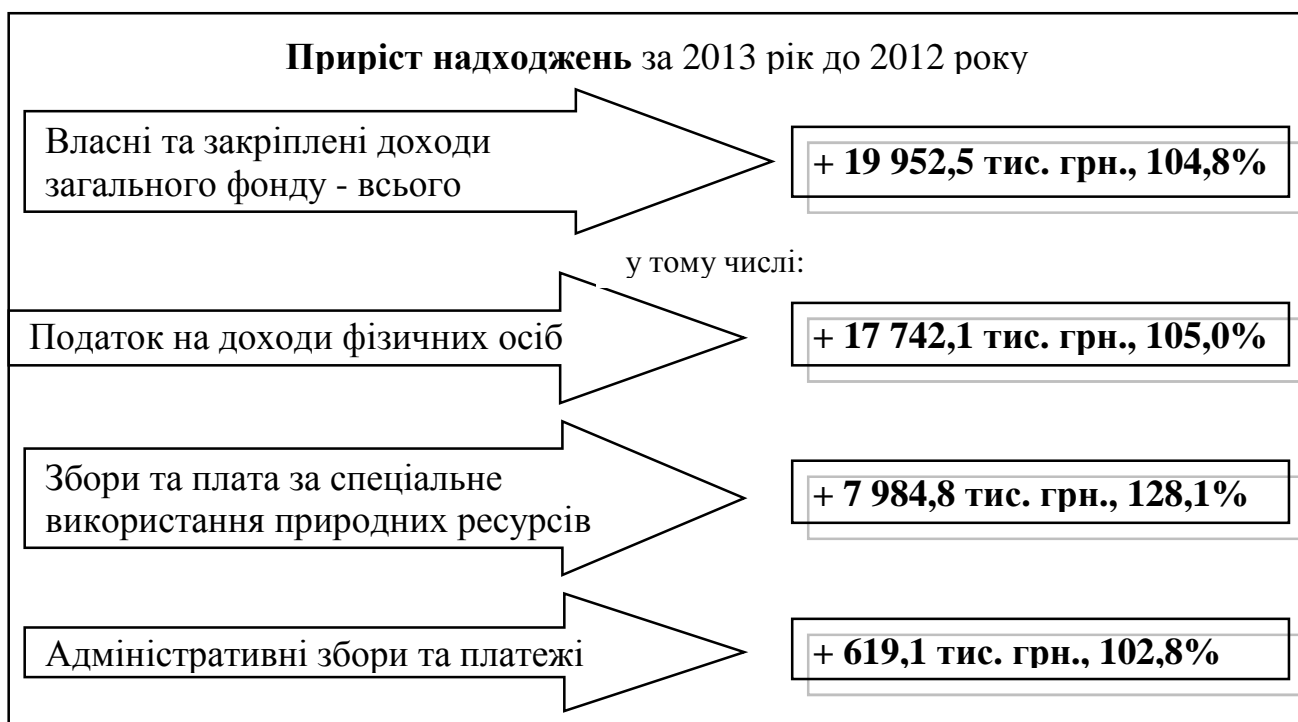 Приріст надходжень за 2013 рік до 2012 року
Власні та закріплені доходи
загального фонду - всього
+ 19 952,5 тис. грн., 104,8%
у тому числі:
Податок на доходи фізичних осіб
+ 17 742,1 тис. грн., 105,0%
Збори та плата за спеціальне
використання природних ресурсів
+ 7 984,8 тис. грн., 128,1%
Адміністративні збори та платежі
+ 619,1 тис. грн., 102,8%